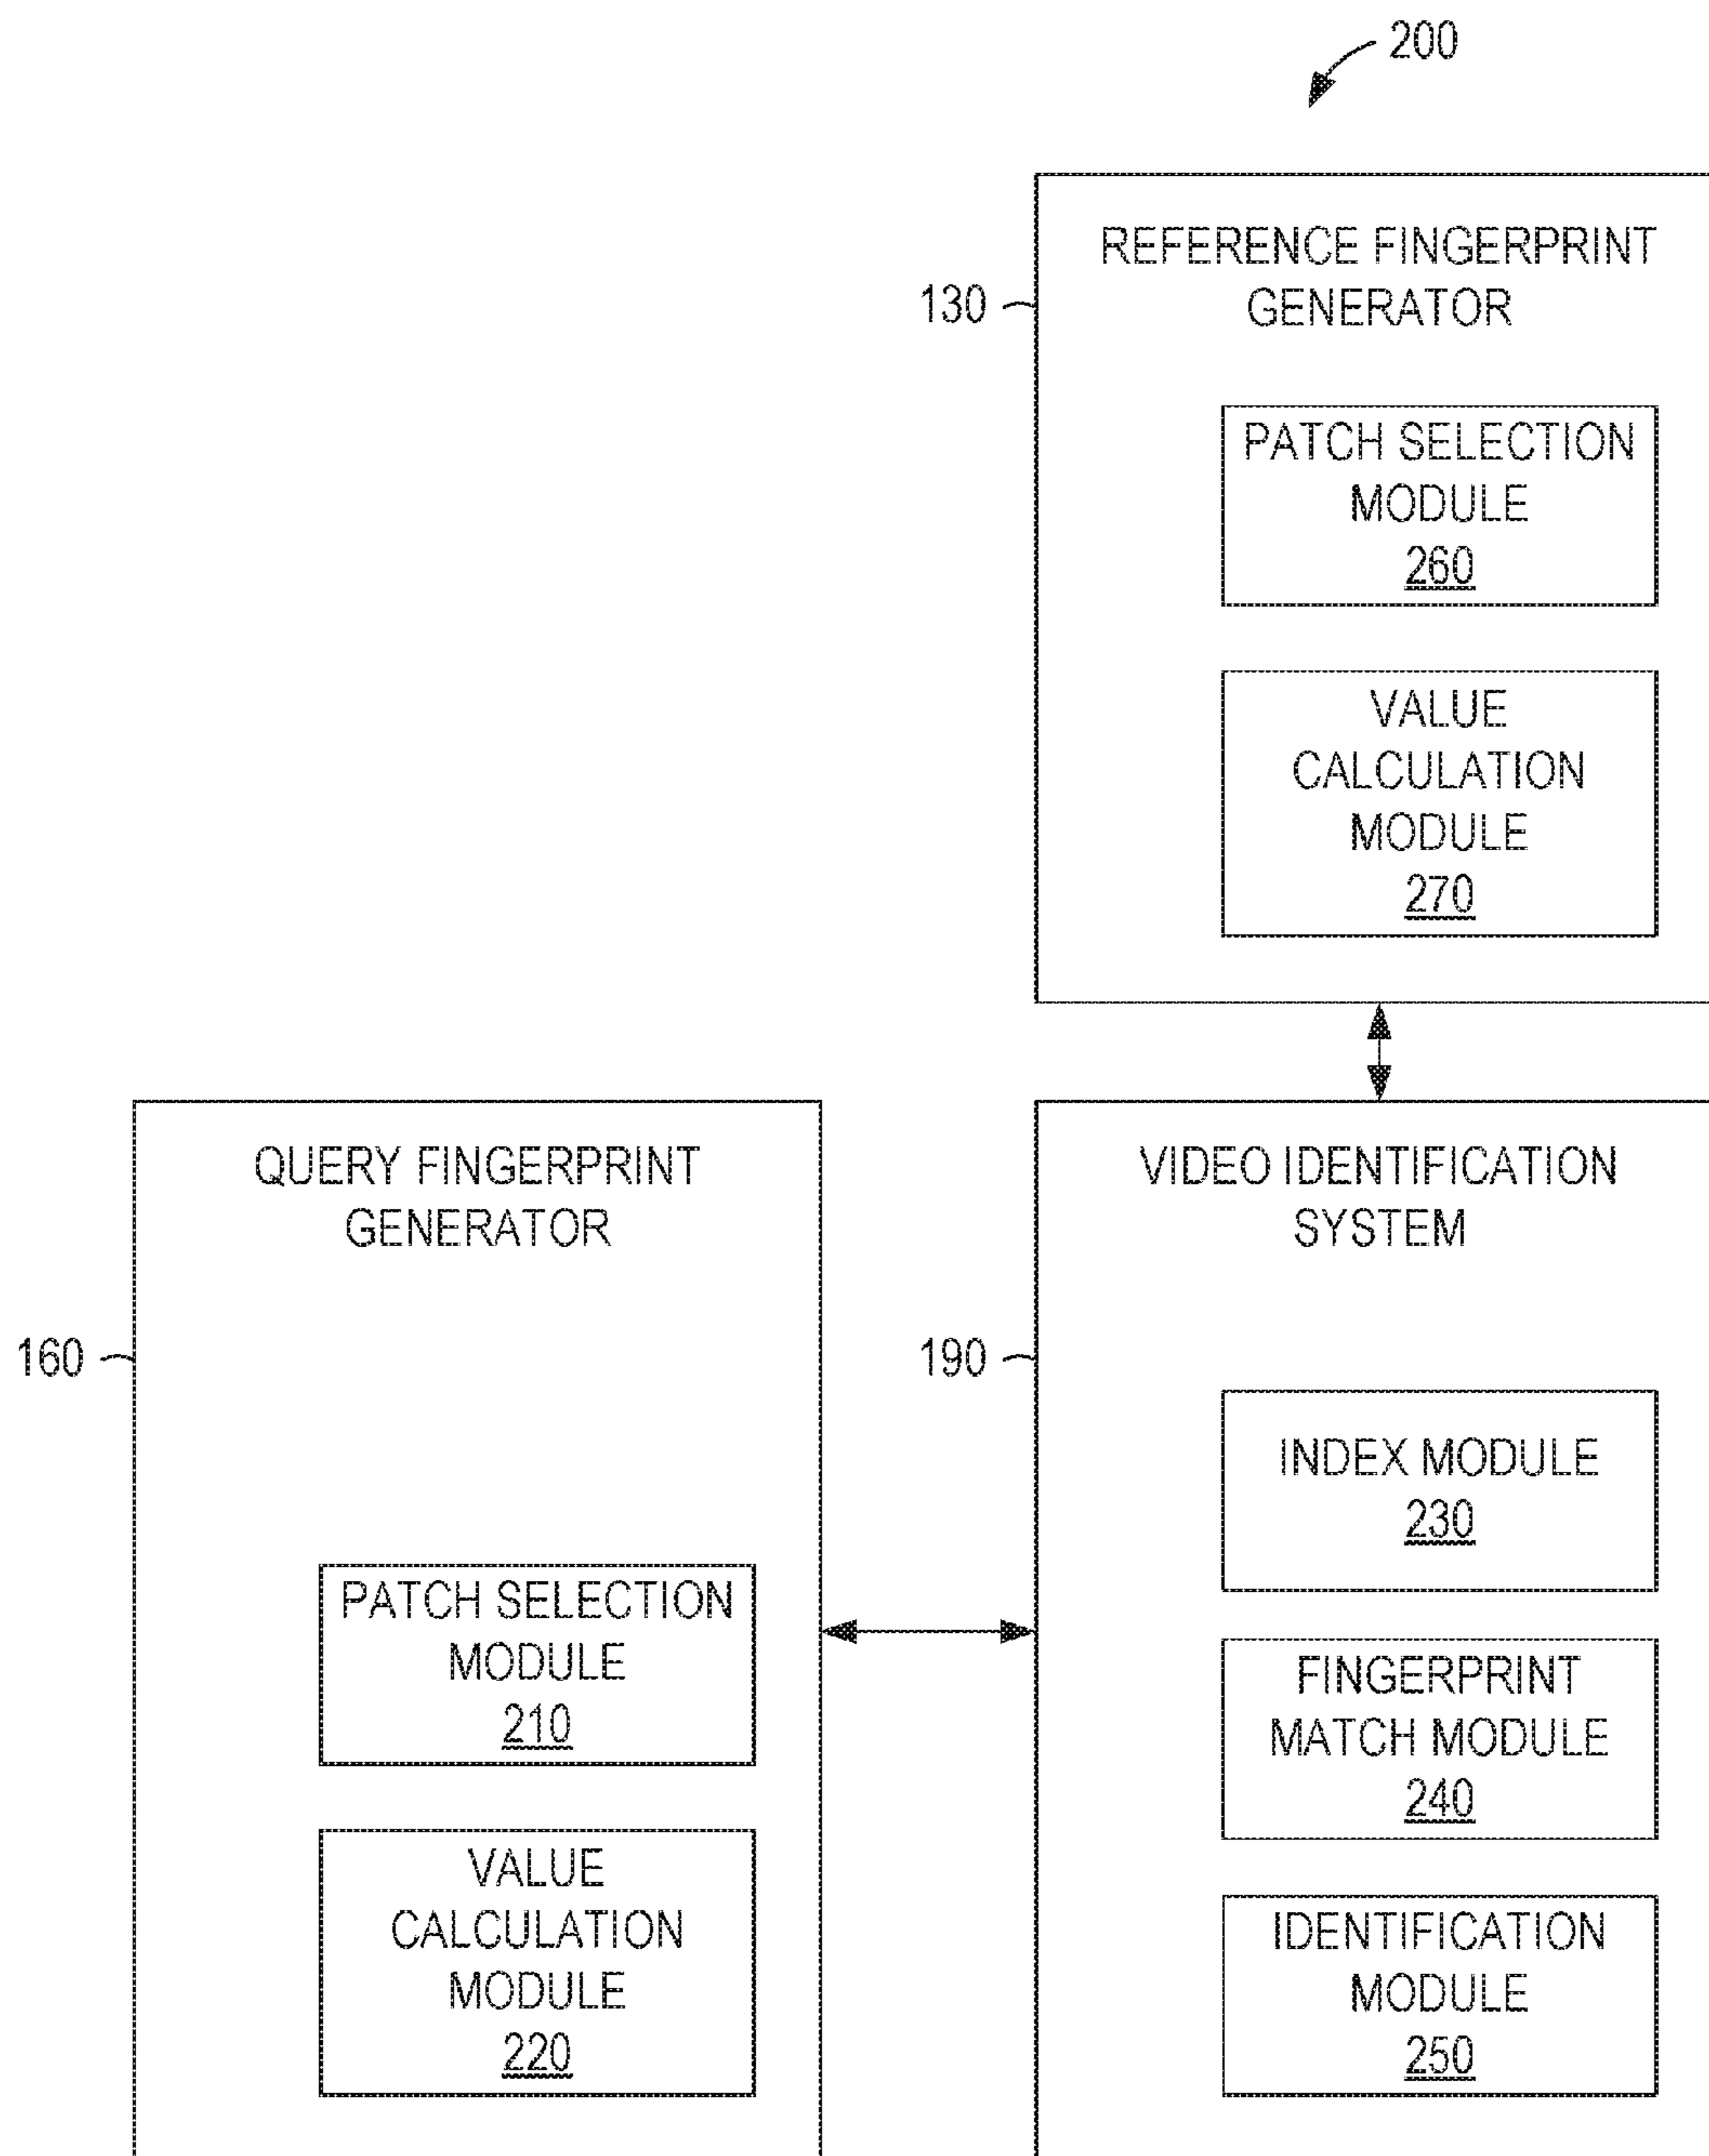 200
REFERENCE FINGERPRINT
GENERATOR
130
PATCH SELECTION
MODULE
260
VALUE
CALCULATION
MODULE
270
QUERY FINGERPRINT
GENERATOR
160
PATCH SELECTION
MODULE
210
VALUE
CALCULATION
MODULE
220
VIDEO IDENTIFICATION
SYSTEM
190
INDEX MODULE
230
FINGERPRINT
MATCH MODULE
240
IDENTIFICATION
MODULE
250